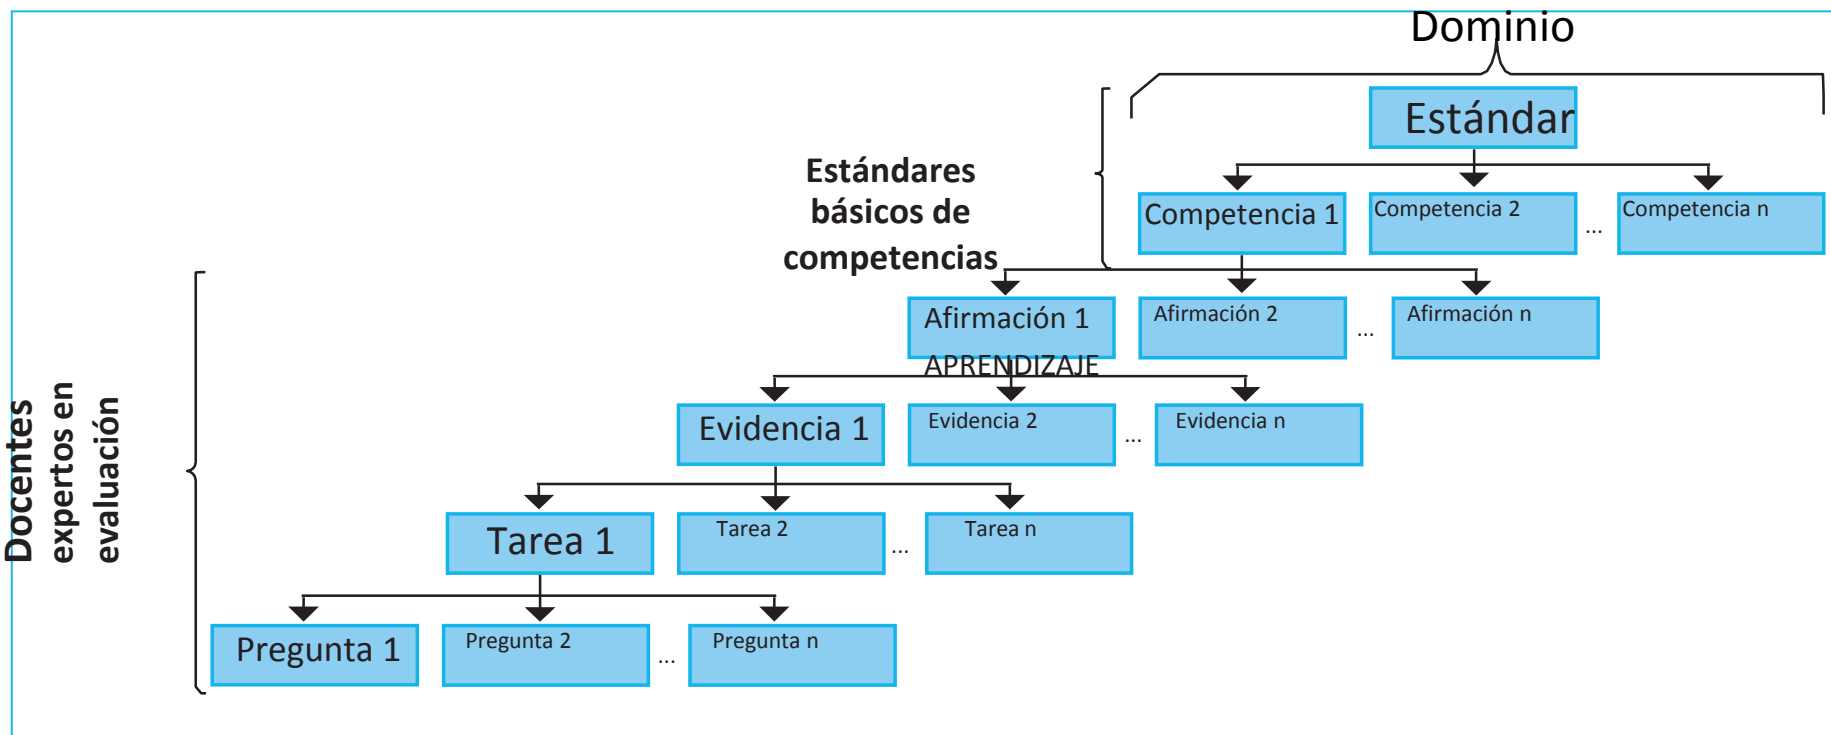 Dominio
Estándar
Estándares
básicos de
competencias
Competencia 1
Competencia 2
...
Competencia n
Afirmación 1
APRENDIZAJE
Afirmación 2
...
Afirmación n
Docentes
expertos en
evaluación
Evidencia 1
Evidencia 2
...
Evidencia n
Tarea 1
Tarea 2
...
Tarea n
Pregunta 1
Pregunta 2
...
Pregunta n